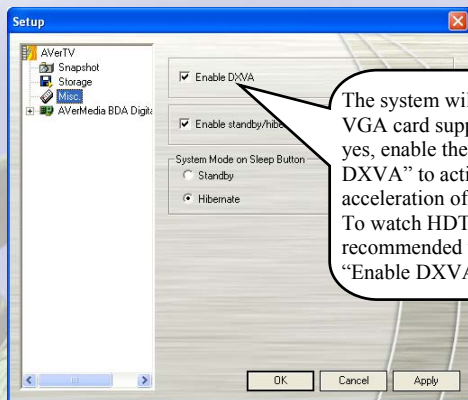 Setup
AVerTV
Snapshot
Storage
Misc.
AVerMedia BDA Digita
Enable DXVA
Enable standby/hibe
System Mode on Sleep Button
Standby
Hibernate
The system wil
VGA card supp
yes, enable the
DXVA” to acti
acceleration of
To watch HDT
recommended
“Enable DXVA
OK
Cancel
Apply